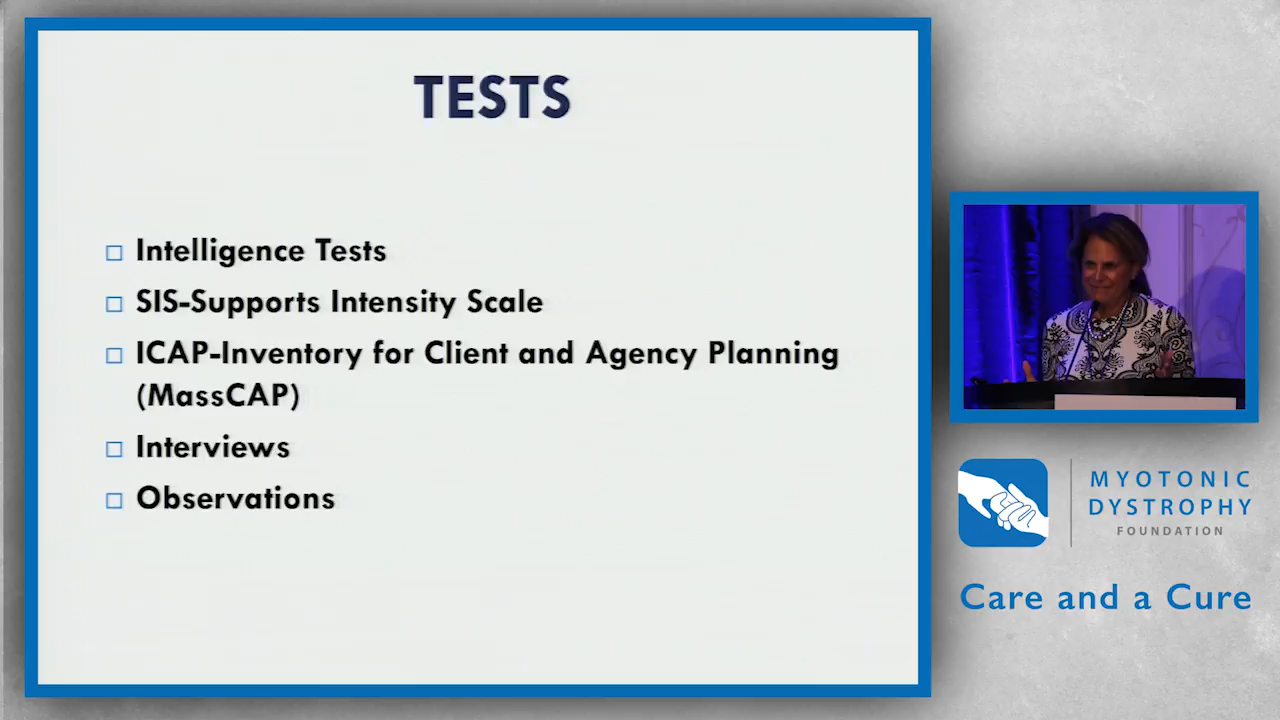 TESTS
Intelligence Tests
SIS-Supports Intensity Scale
ICAP-Inventory for Client and Agency Planning
(MassCAP)
Interviews
Observations
MYOTONIC
DYSTROPHY
FOUNDATION
Care and a Cure